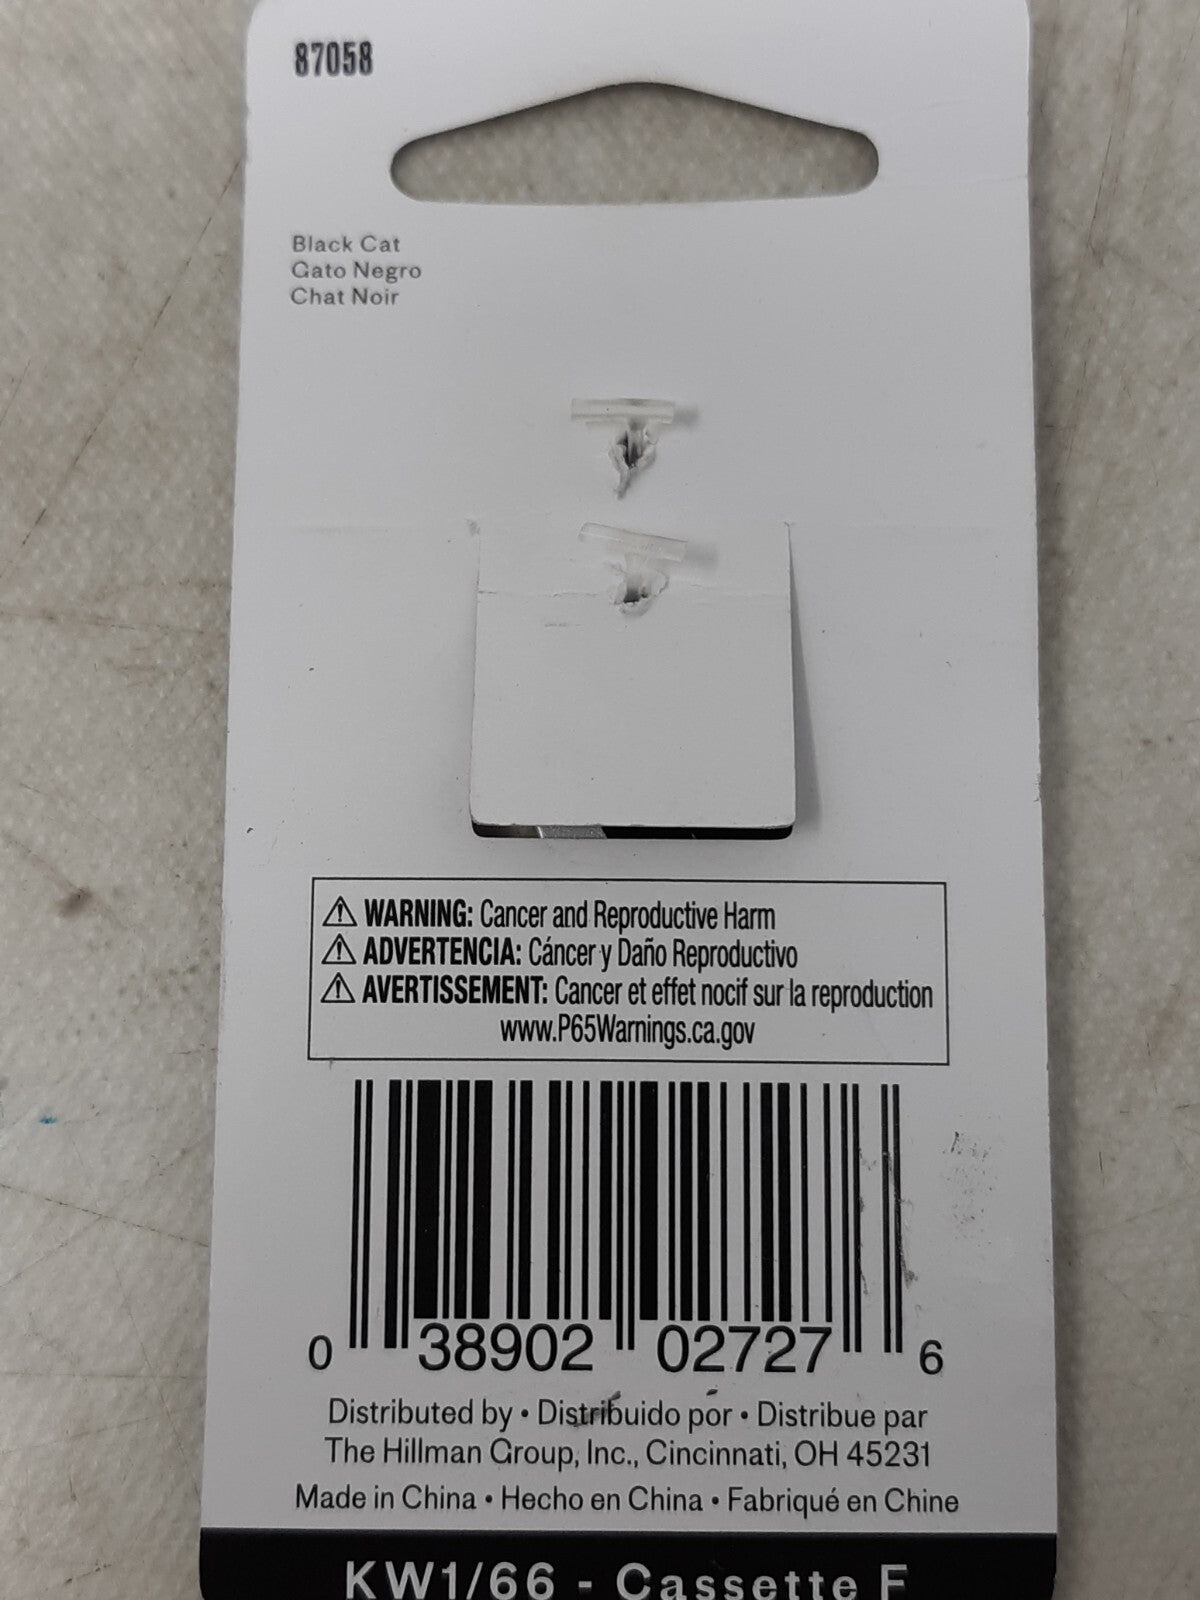 87058
Black Cat
Gato Negro
Chat Noir
⚠ WARNING: Cancer and Reproductive Harm
⚠ ADVERTENCIA: Cáncer y Daño Reproductivo
⚠ AVERTISSEMENT: Cancer et effet nocif sur la reproduction
www.P65Warnings.ca.gov
0 38902 02727 6
Distributed by • Distribuido por • Distribue par
The Hillman Group, Inc., Cincinnati, OH 45231
Made in China • Hecho en China • Fabriqué en Chine
KW1/66 - Cassette F